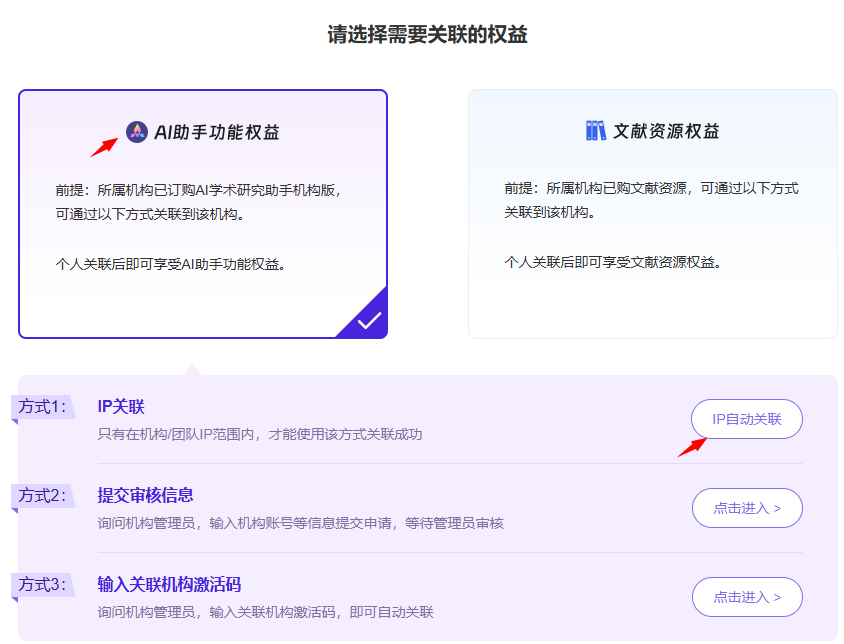 请选择需要关联的权益
AI助手功能权益
前提：所属机构已订购AI学术研究助手机构版，
可通过以下方式关联到该机构。
个人关联后即可享受AI助手功能权益。
文献资源权益
前提：所属机构已购文献资源，可通过以下方式
关联到该机构。
个人关联后即可享受文献资源权益。
方式1：
IP关联
只有在机构/团队IP范围内，才能使用该方式关联成功
IP自动关联
方式2：
提交审核信息
询问机构管理员，输入机构账号等信息提交申请，等待管理员审核
点击进入 >
方式3：
输入关联机构激活码
询问机构管理员，输入关联机构激活码，即可自动关联
点击进入 >